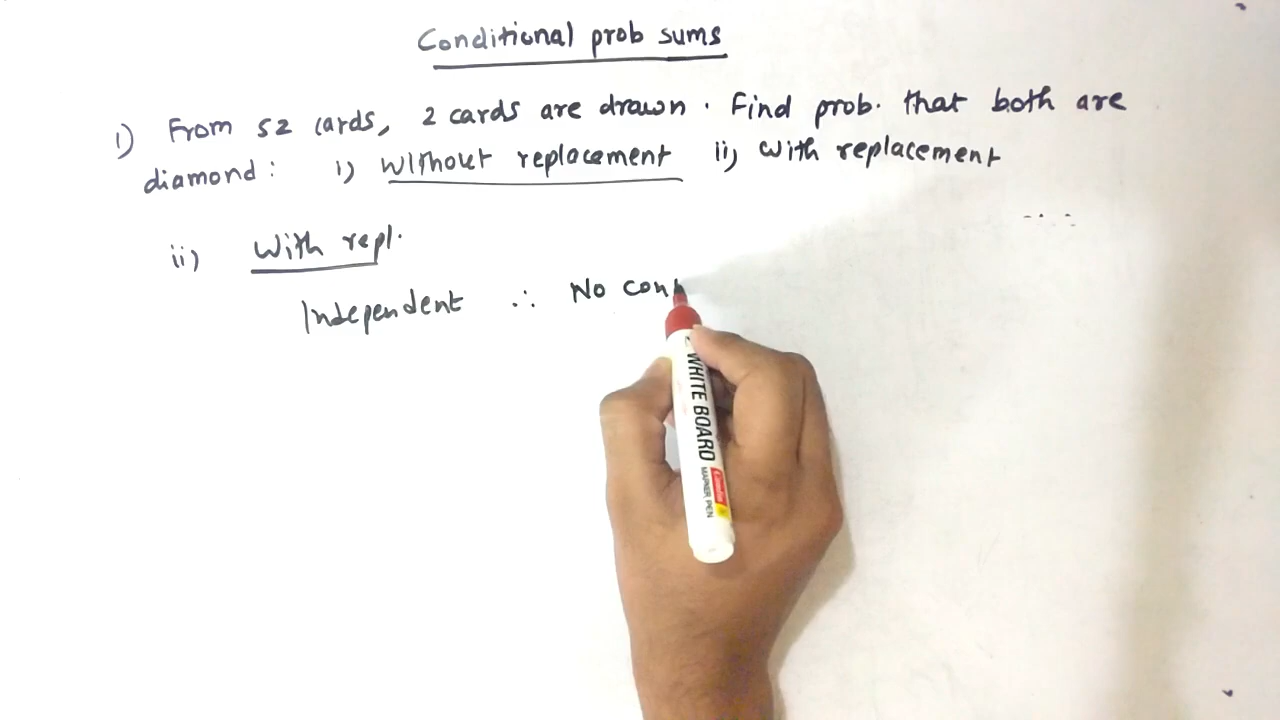 Conditional prob sums
1) From 52 cards, 2 cards are drawn. Find prob. that both are
diamond: i) Without replacement ii) with replacement
ii) With repl.
Independent ∴ No con
WHITE BOARD
MARKER PEN
Camlin